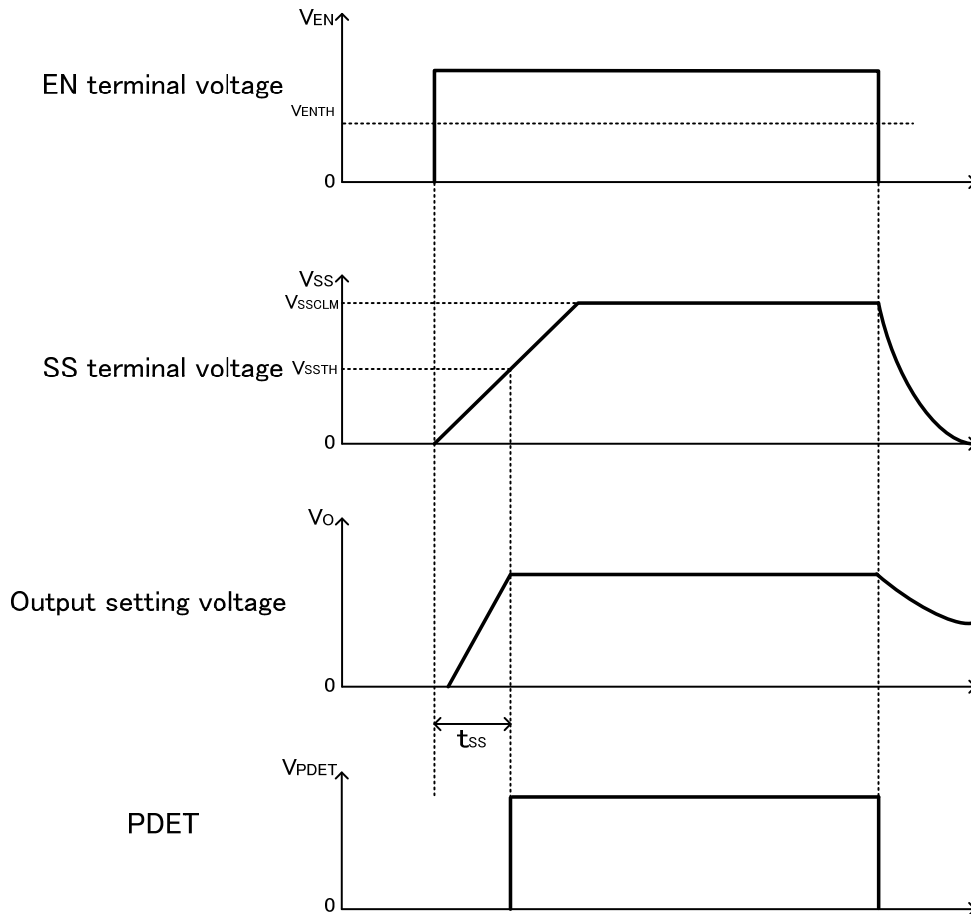 VEN
EN terminal voltage
VENTH
0
VSS
VSSCLM
SS terminal voltage
VSSTH
0
VO
Output setting voltage
0
tSS
VPDET
PDET
0